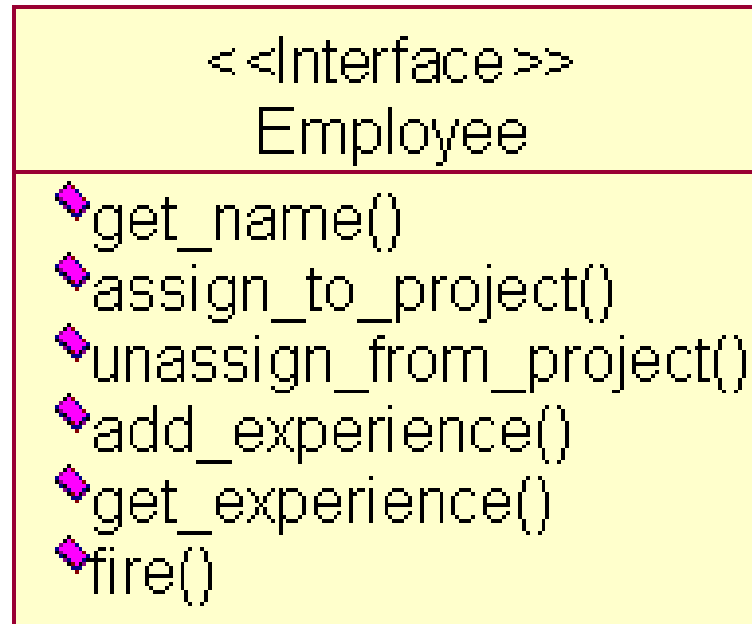 <<Interface>>
Employee
get_name()
assign_to_project()
unassign_from_project()
add_experience()
get_experience()
fire()